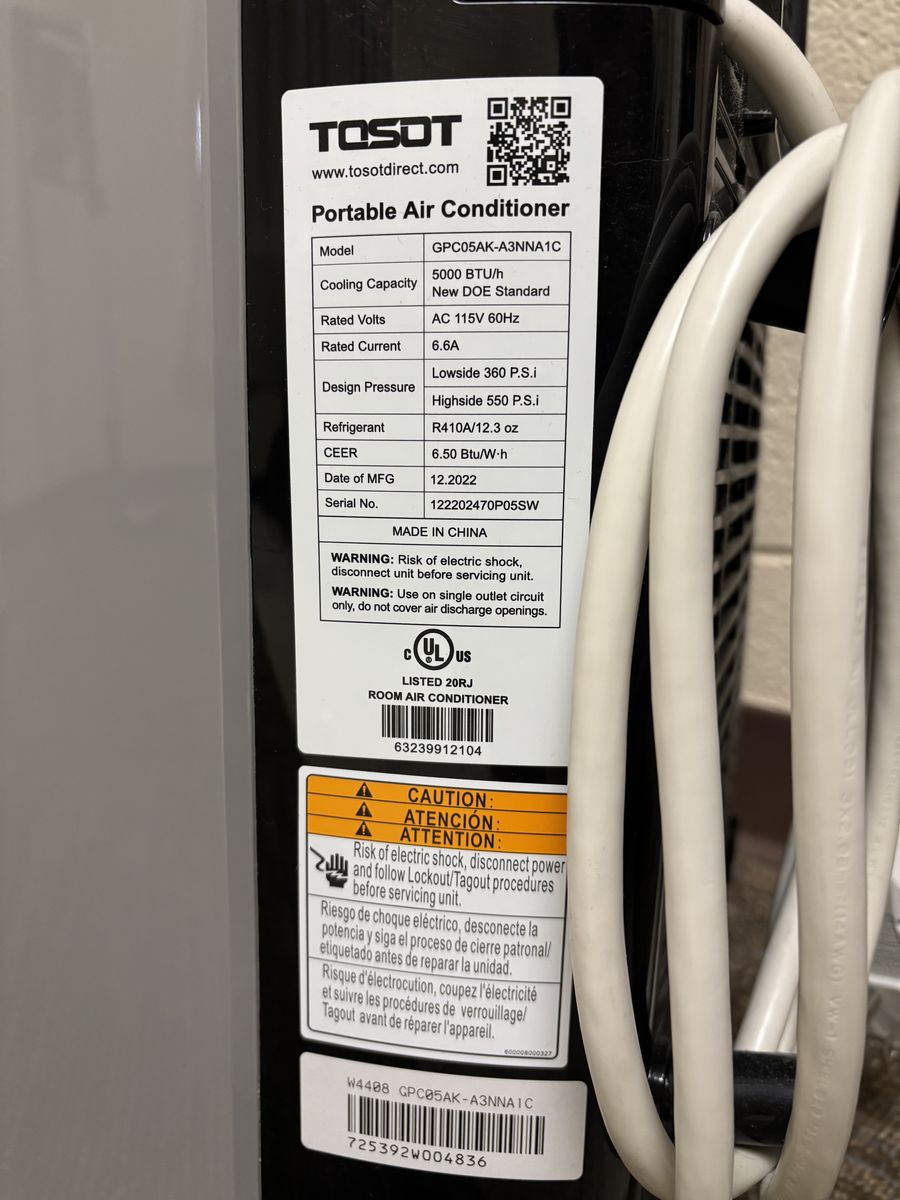 TOSOT
www.tosotdirect.com
Portable Air Conditioner
Model GPC05AK-A3NNA1C
Cooling Capacity 5000 BTU/h
New DOE Standard
Rated Volts AC 115V 60Hz
Rated Current 6.6A
Design Pressure Lowside 360 P.S.i
Highside 550 P.S.i
Refrigerant R410A/12.3 oz
CEER 6.50 Btu/W·h
Date of MFG 12.2022
Serial No. 122202470P05SW
MADE IN CHINA
WARNING: Risk of electric shock,
disconnect unit before servicing unit.
WARNING: Use on single outlet circuit
only, do not cover air discharge openings.
C UL US
LISTED 20RJ
ROOM AIR CONDITIONER
63239912104
CAUTION:
ATENCIÓN:
ATTENTION:
Risk of electric shock, disconnect power
and follow Lockout/Tagout procedures
before servicing unit.
Riesgo de choque eléctrico, desconecte la
potencia y siga el proceso de cierre patronal/
etiquetado antes de reparar la unidad.
Risque d'électrocution, coupez l'électricité
et suivre les procédures de verrouillage/
Tagout avant de réparer l'appareil.
600008000327
W4408 GPC05AK-A3NNA1C
725392W004836